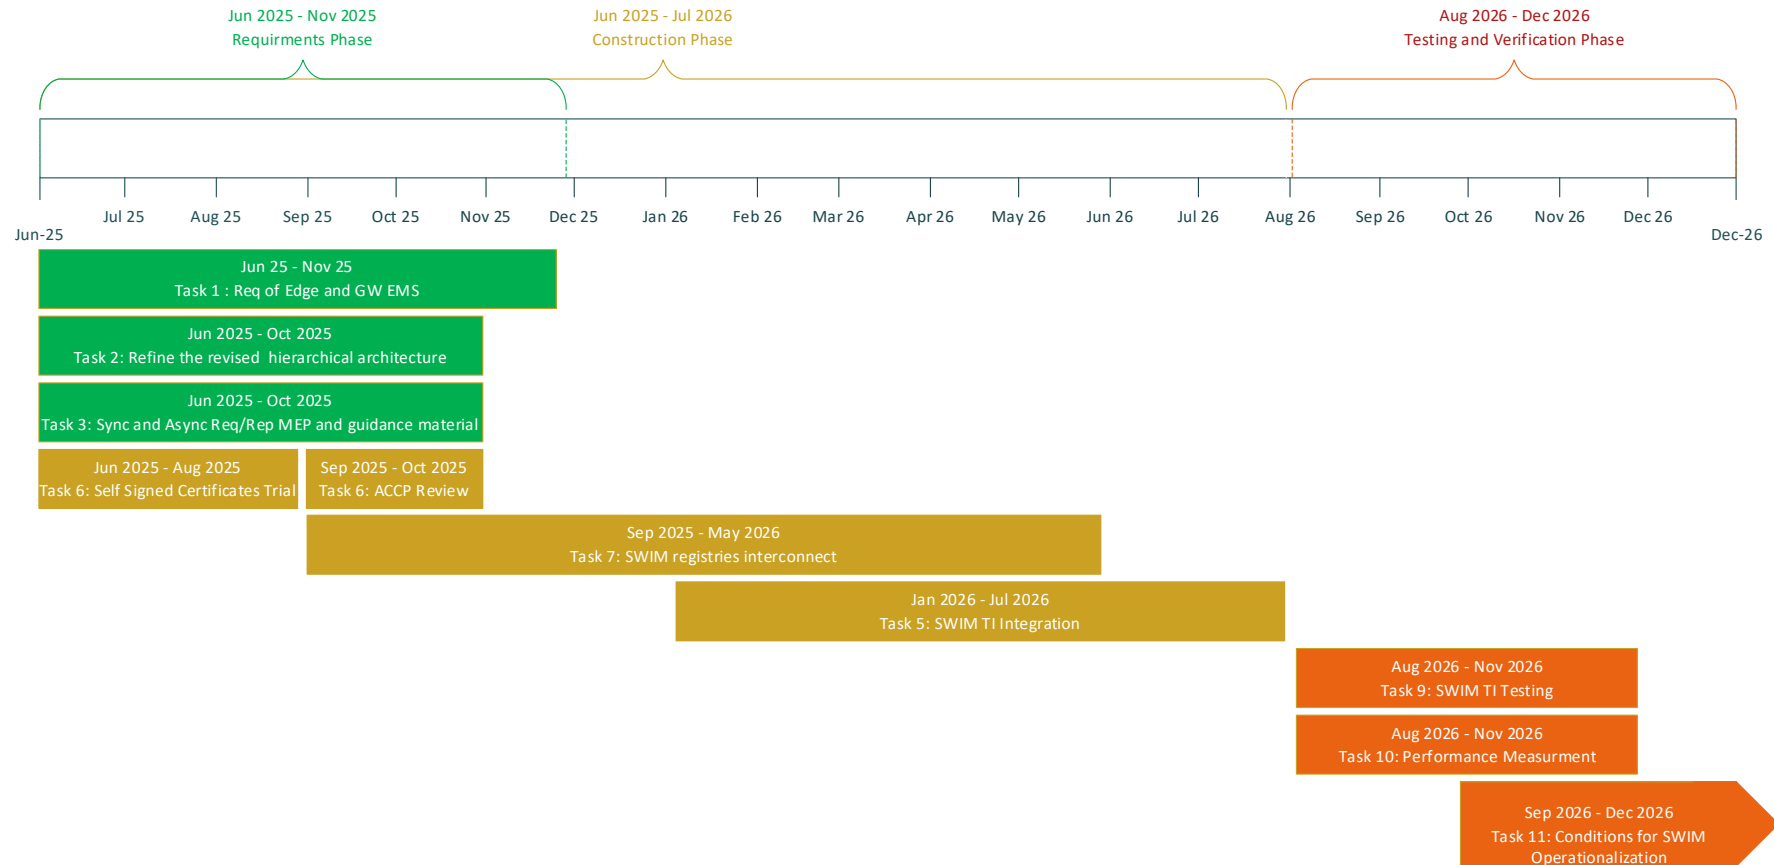 Jun 2025 - Nov 2025
Requirments Phase
Jun 2025 - Jul 2026
Construction Phase
Aug 2026 - Dec 2026
Testing and Verification Phase
Jul 25
Aug 25
Sep 25
Oct 25
Nov 25
Dec 25
Jan 26
Feb 26
Mar 26
Apr 26
May 26
Jun 26
Jul 26
Aug 26
Sep 26
Oct 26
Nov 26
Dec 26
Jun-25
Dec-26
Jun 25 - Nov 25
Task 1 : Req of Edge and GW EMS
Jun 2025 - Oct 2025
Task 2: Refine the revised hierarchical architecture
Jun 2025 - Oct 2025
Task 3: Sync and Async Req/Rep MEP and guidance material
Jun 2025 - Aug 2025
Task 6: Self Signed Certificates Trial
Sep 2025 - Oct 2025
Task 6: ACCP Review
Sep 2025 - May 2026
Task 7: SWIM registries interconnect
Jan 2026 - Jul 2026
Task 5: SWIM TI Integration
Aug 2026 - Nov 2026
Task 9: SWIM TI Testing
Aug 2026 - Nov 2026
Task 10: Performance Measurment
Sep 2026 - Dec 2026
Task 11: Conditions for SWIM
Operationalization